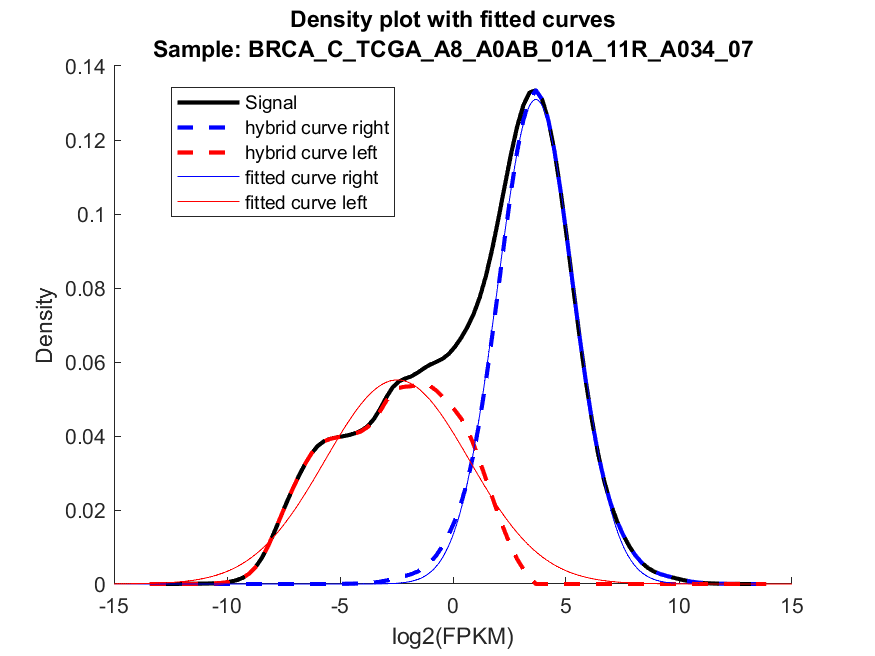 Density plot with fitted curves
Sample: BRCA_C_TCGA_A8_A0AB_01A_11R_A034_07
0.14
0.12
0.1
0.08
0.06
0.04
0.02
0
Density
Signal
hybrid curve right
hybrid curve left
fitted curve right
fitted curve left
-15 -10 -5 0 5 10 15
log2(FPKM)